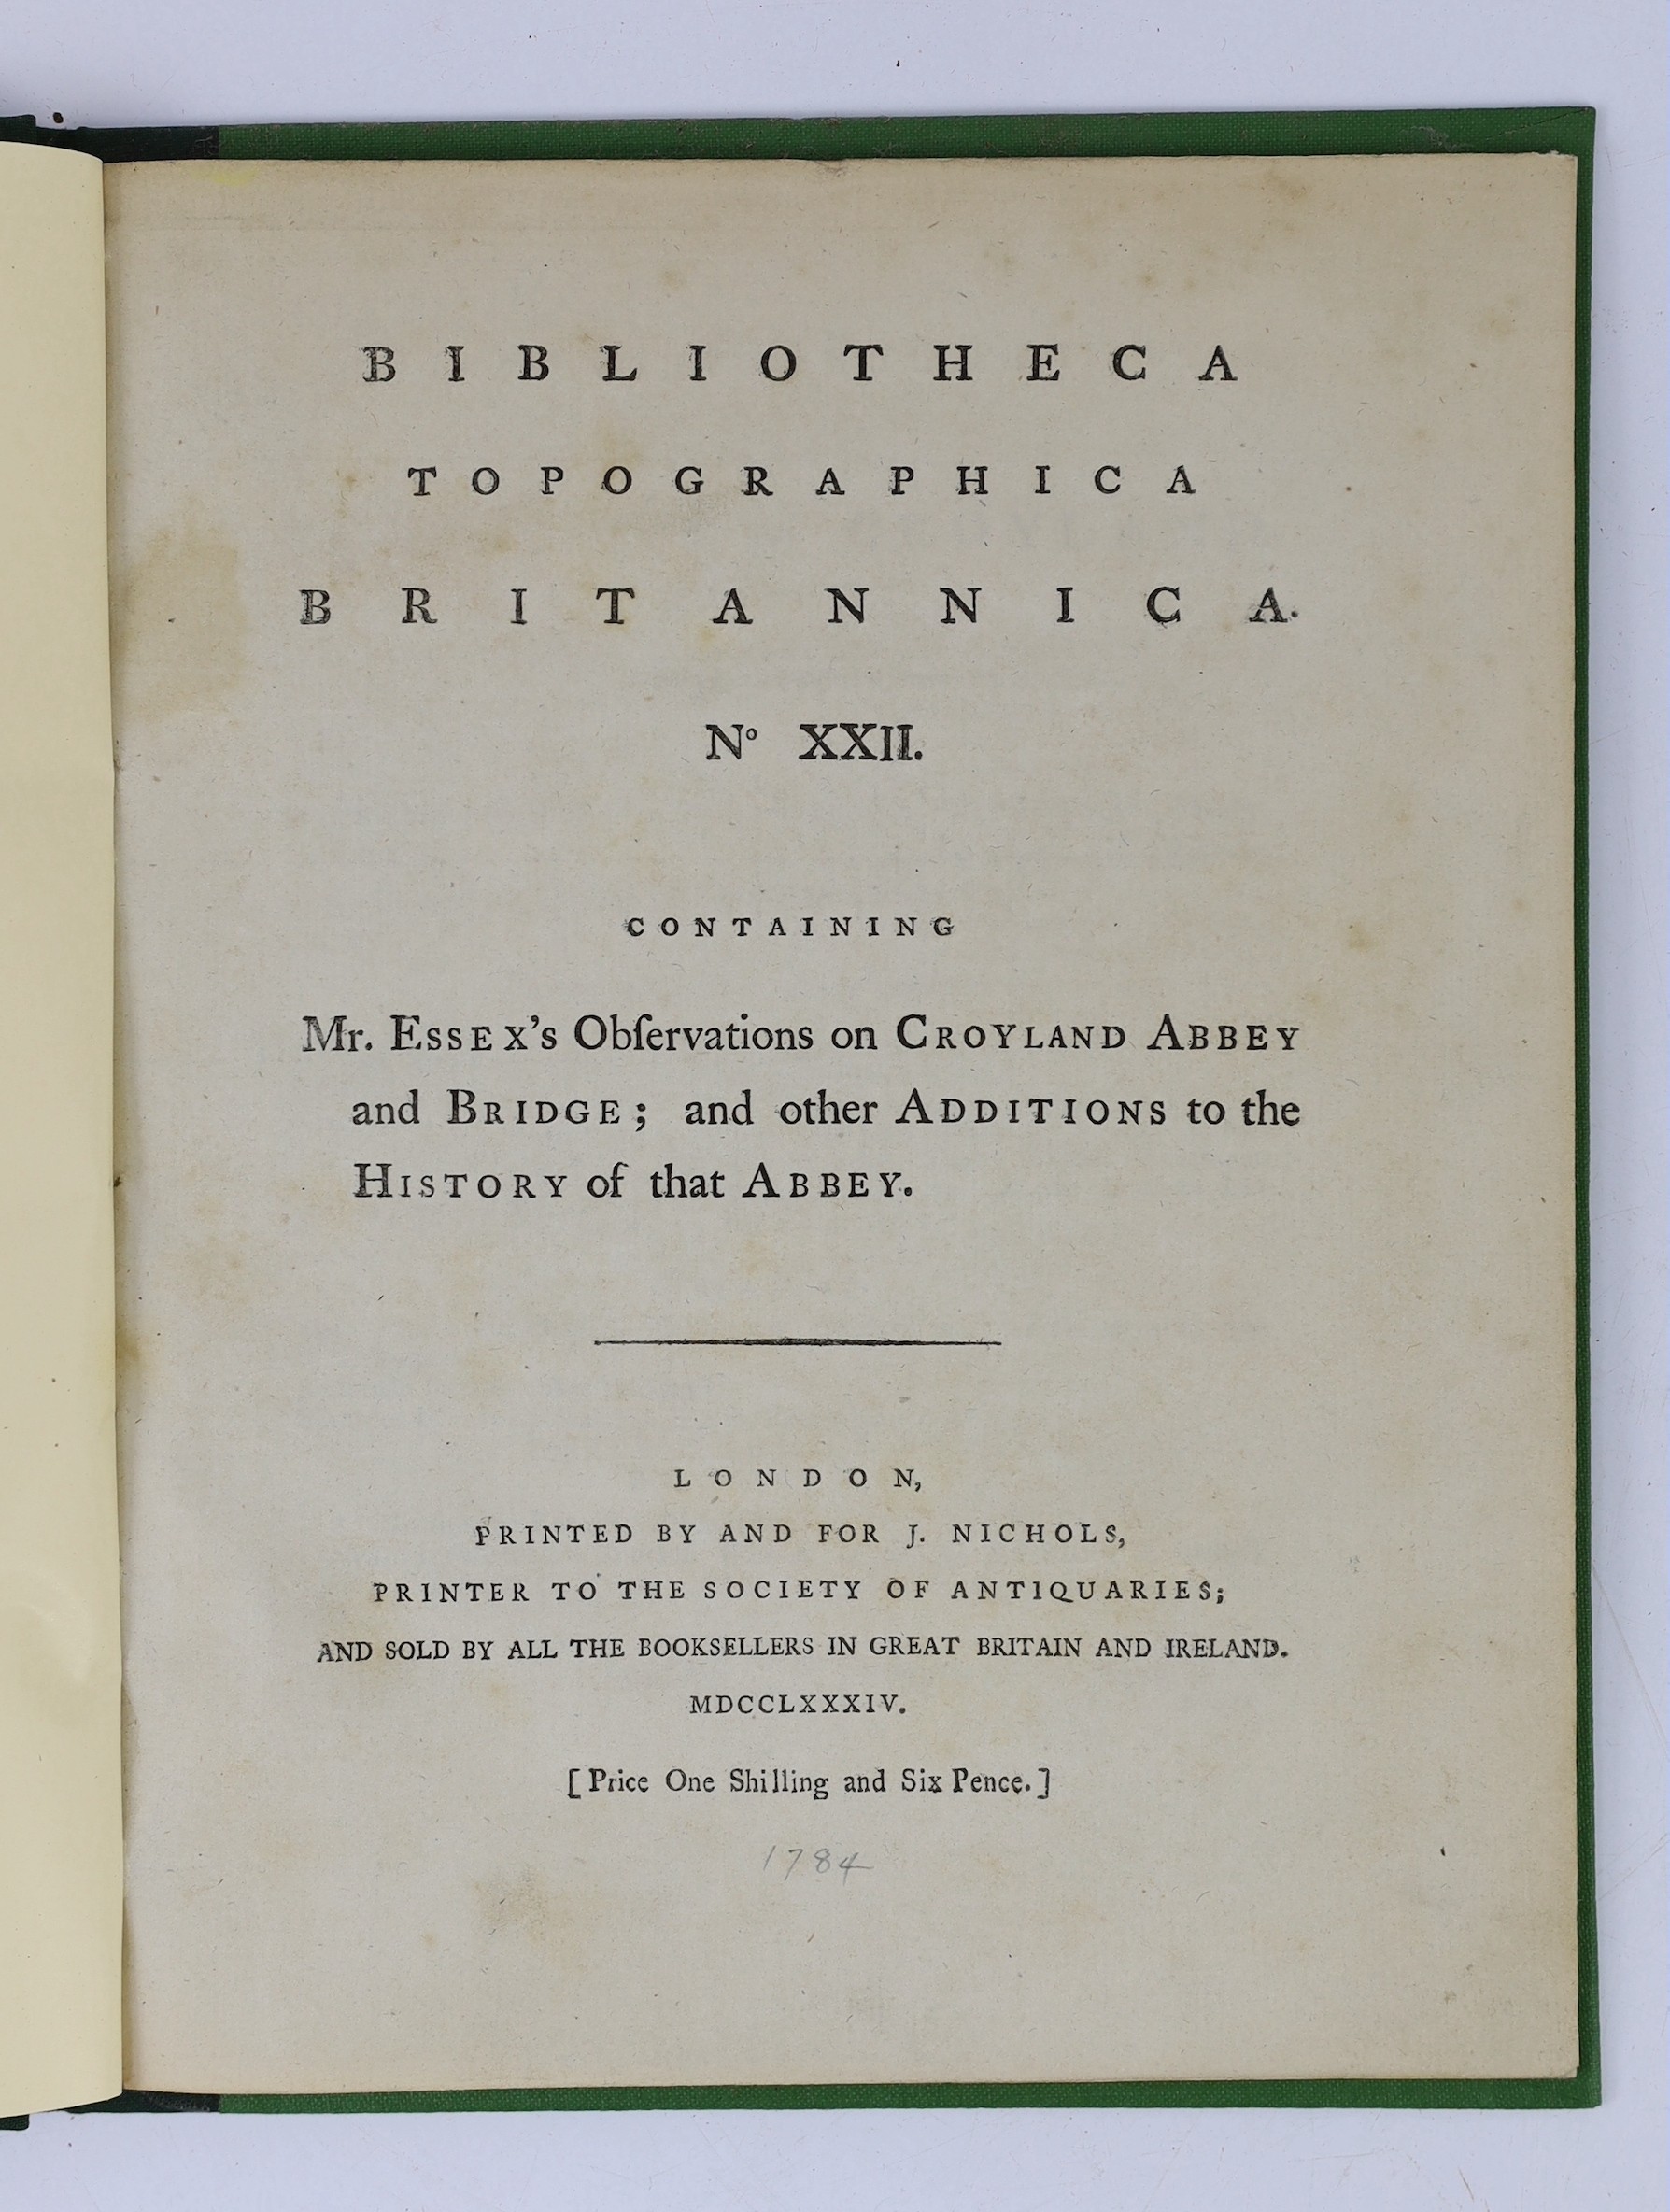 BIBLIOTHECA
TOPOGRAPHICA
BRITANNICA.
Nº XXII.
CONTAINING
Mr. ESSEX'S Obſervations on CROYLAND ABBEY
and BRIDGE; and other ADDITIONS to the
HISTORY of that ABBEY.
LONDON,
PRINTED BY AND FOR J. NICHOLS,
PRINTER TO THE SOCIETY OF ANTIQUARIES;
AND SOLD BY ALL THE BOOKSELLERS IN GREAT BRITAIN AND IRELAND.
MDCCLXXXIV.
[Price One Shilling and Six Pence.]
1784